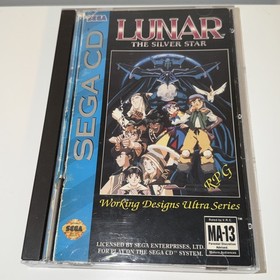 SEGA CD
LUNAR
THE SILVER STAR
RPG
Working Designs Ultra Series
LICENSED BY SEGA ENTERPRISES, LTD.
FOR PLAY ON THE SEGA CD™ SYSTEM.
SEGA
MA-13